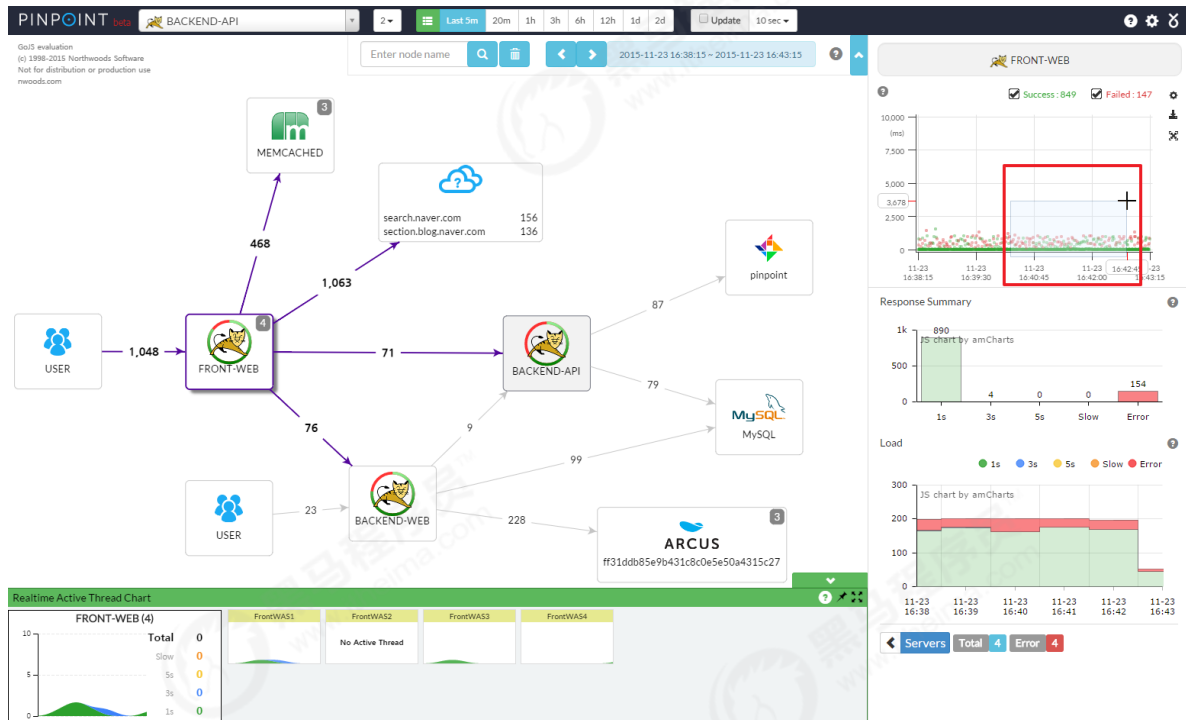 PINPOINT beta BACKEND-API 2 Last 5m 20m 1h 3h 6h 12h 1d 2d Update 10 sec
GoJS evaluation
(c) 1998-2015 Northwoods Software
Not for distribution or production use
nwoods.com
Enter node name 2015-11-23 16:38:15 ~ 2015-11-23 16:43:15
3
MEMCACHED
search.naver.com 156
section.blog.naver.com 136
468
1,063
pinpoint
87
USER
1,048
4
FRONT-WEB
71
BACKEND-API
79
MySQL
MySQL
76
9
99
USER
23
BACKEND-WEB
228
3
ARCUS
ff31ddb85e9b431c8c0e5e50a4315c27
Realtime Active Thread Chart
FRONT-WEB (4)
10
5
0
Total 0
Slow 0
5s 0
3s 0
1s 0
FrontWAS1 FrontWAS2 FrontWAS3 FrontWAS4
No Active Thread
FRONT-WEB
Success : 849 Failed : 147
10,000
(ms)
7,500
5,000
3,678
2,500
0
11-23 11-23 11-23 11-23 16:42:45 -23
16:38:15 16:39:30 16:40:45 16:42:00 16:43:15
Response Summary
1k
500
0
890
JS chart by amCharts
4 0 0 154
1s 3s 5s Slow Error
Load
1s 3s 5s Slow Error
300
200
100
0
JS chart by amCharts
11-23 11-23 11-23 11-23 11-23 11-23
16:38 16:39 16:40 16:41 16:42 16:43
Servers Total 4 Error 4
黑马程序员™